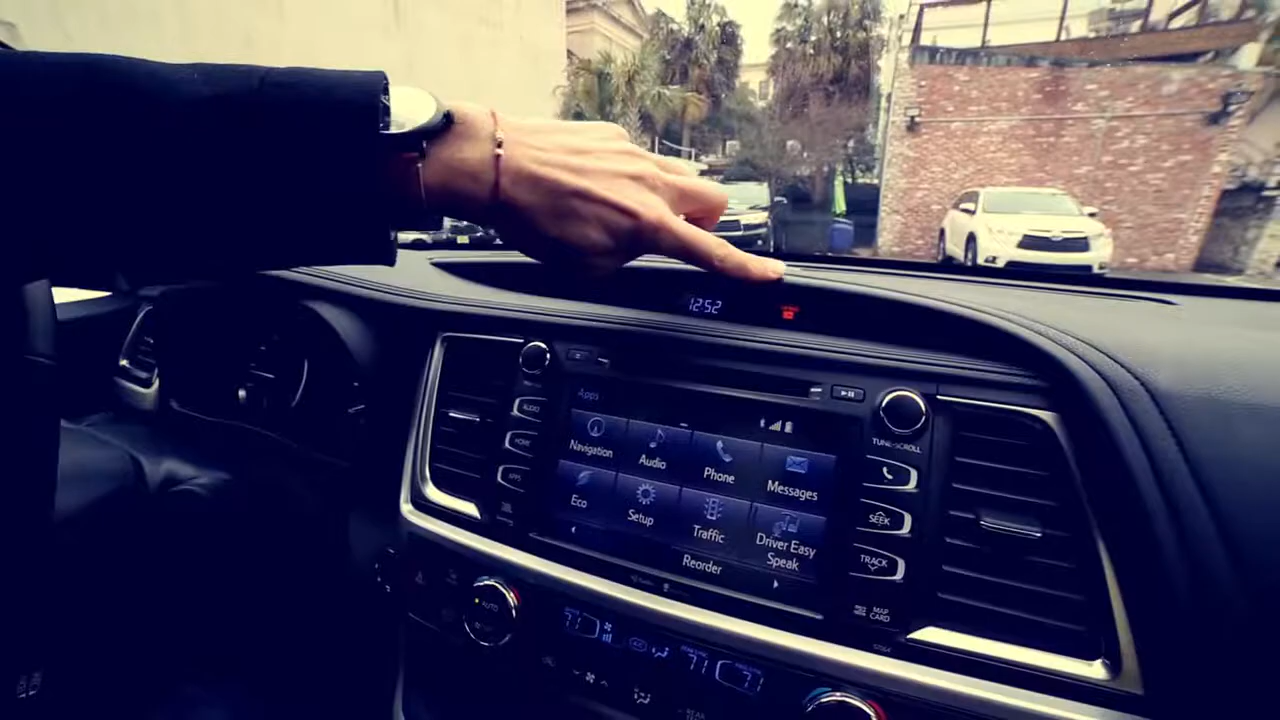 12:52
Apps
AUDIO
HOME
APPS
Navigation
Audio
Phone
Messages
Eco
Setup
Traffic
Driver Easy
Speak
Reorder
TUNE•SCROLL
SEEK
TRACK
MAP
CARD
AUTO
71
71